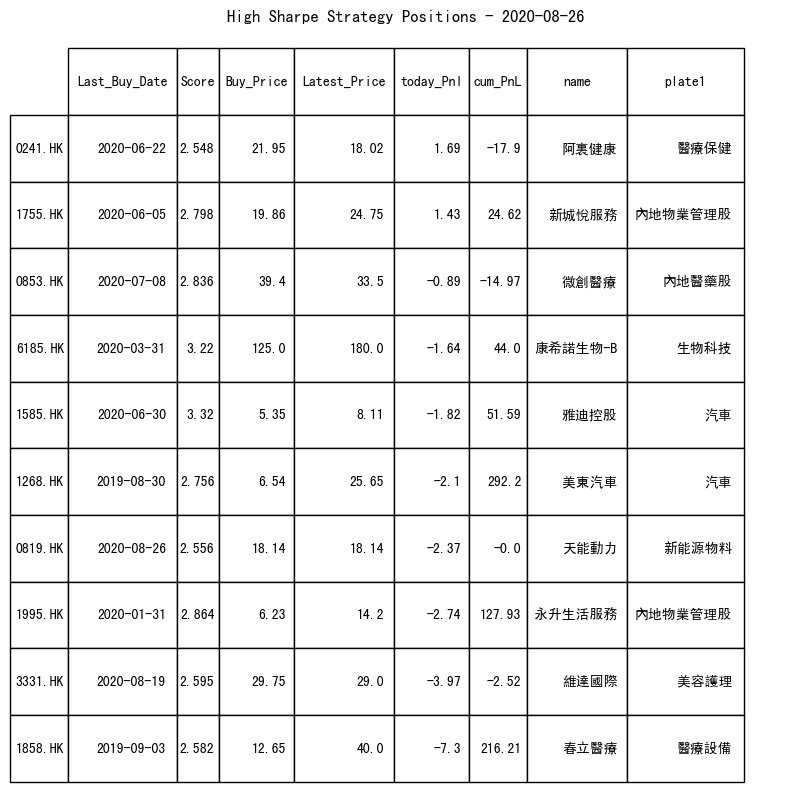 High Sharpe Strategy Positions - 2020-08-26
Last_Buy_Date Score Buy_Price Latest_Price today_Pnl cum_PnL name plate1
0241.HK 2020-06-22 2.548 21.95 18.02 1.69 -17.9 阿裏健康 醫療保健
1755.HK 2020-06-05 2.798 19.86 24.75 1.43 24.62 新城悅服務 內地物業管理股
0853.HK 2020-07-08 2.836 39.4 33.5 -0.89 -14.97 微創醫療 內地醫藥股
6185.HK 2020-03-31 3.22 125.0 180.0 -1.64 44.0 康希諾生物-B 生物科技
1585.HK 2020-06-30 3.32 5.35 8.11 -1.82 51.59 雅迪控股 汽車
1268.HK 2019-08-30 2.756 6.54 25.65 -2.1 292.2 美東汽車 汽車
0819.HK 2020-08-26 2.556 18.14 18.14 -2.37 -0.0 天能動力 新能源物料
1995.HK 2020-01-31 2.864 6.23 14.2 -2.74 127.93 永升生活服務 內地物業管理股
3331.HK 2020-08-19 2.595 29.75 29.0 -3.97 -2.52 維達國際 美容護理
1858.HK 2019-09-03 2.582 12.65 40.0 -7.3 216.21 春立醫療 醫療設備